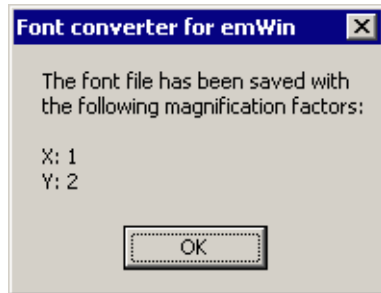 Font converter for emWin
The font file has been saved with
the following magnification factors:
X: 1
Y: 2
OK